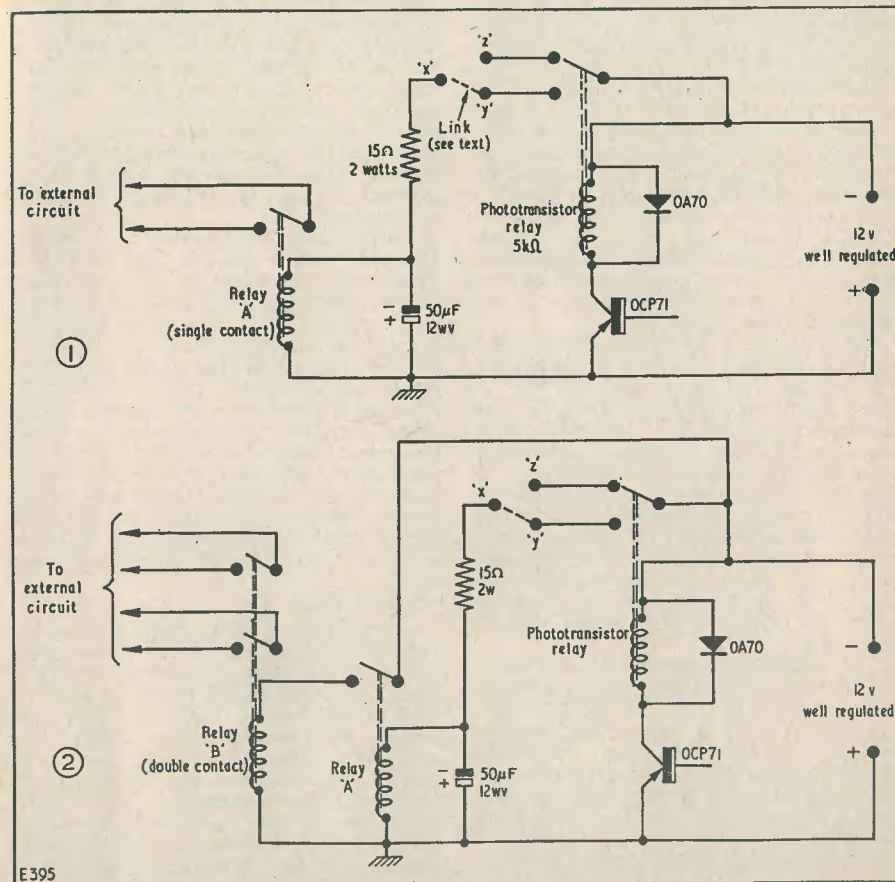 'z'
'x'
'y'
Link
(see text)
15Ω
2 watts
To external
circuit
Phototransistor
relay
5kΩ
OA70
-
12 v
well regulated
+
Relay
'A'
(single contact)
-
+
50µF
12wv
OCP71
1
'z'
'x'
'y'
To
external
circuit
15Ω
2w
Phototransistor
relay
OA70
-
12 v
well regulated
+
Relay
'B'
(double contact)
Relay
'A'
-
+
50µF
12wv
OCP71
2
E395